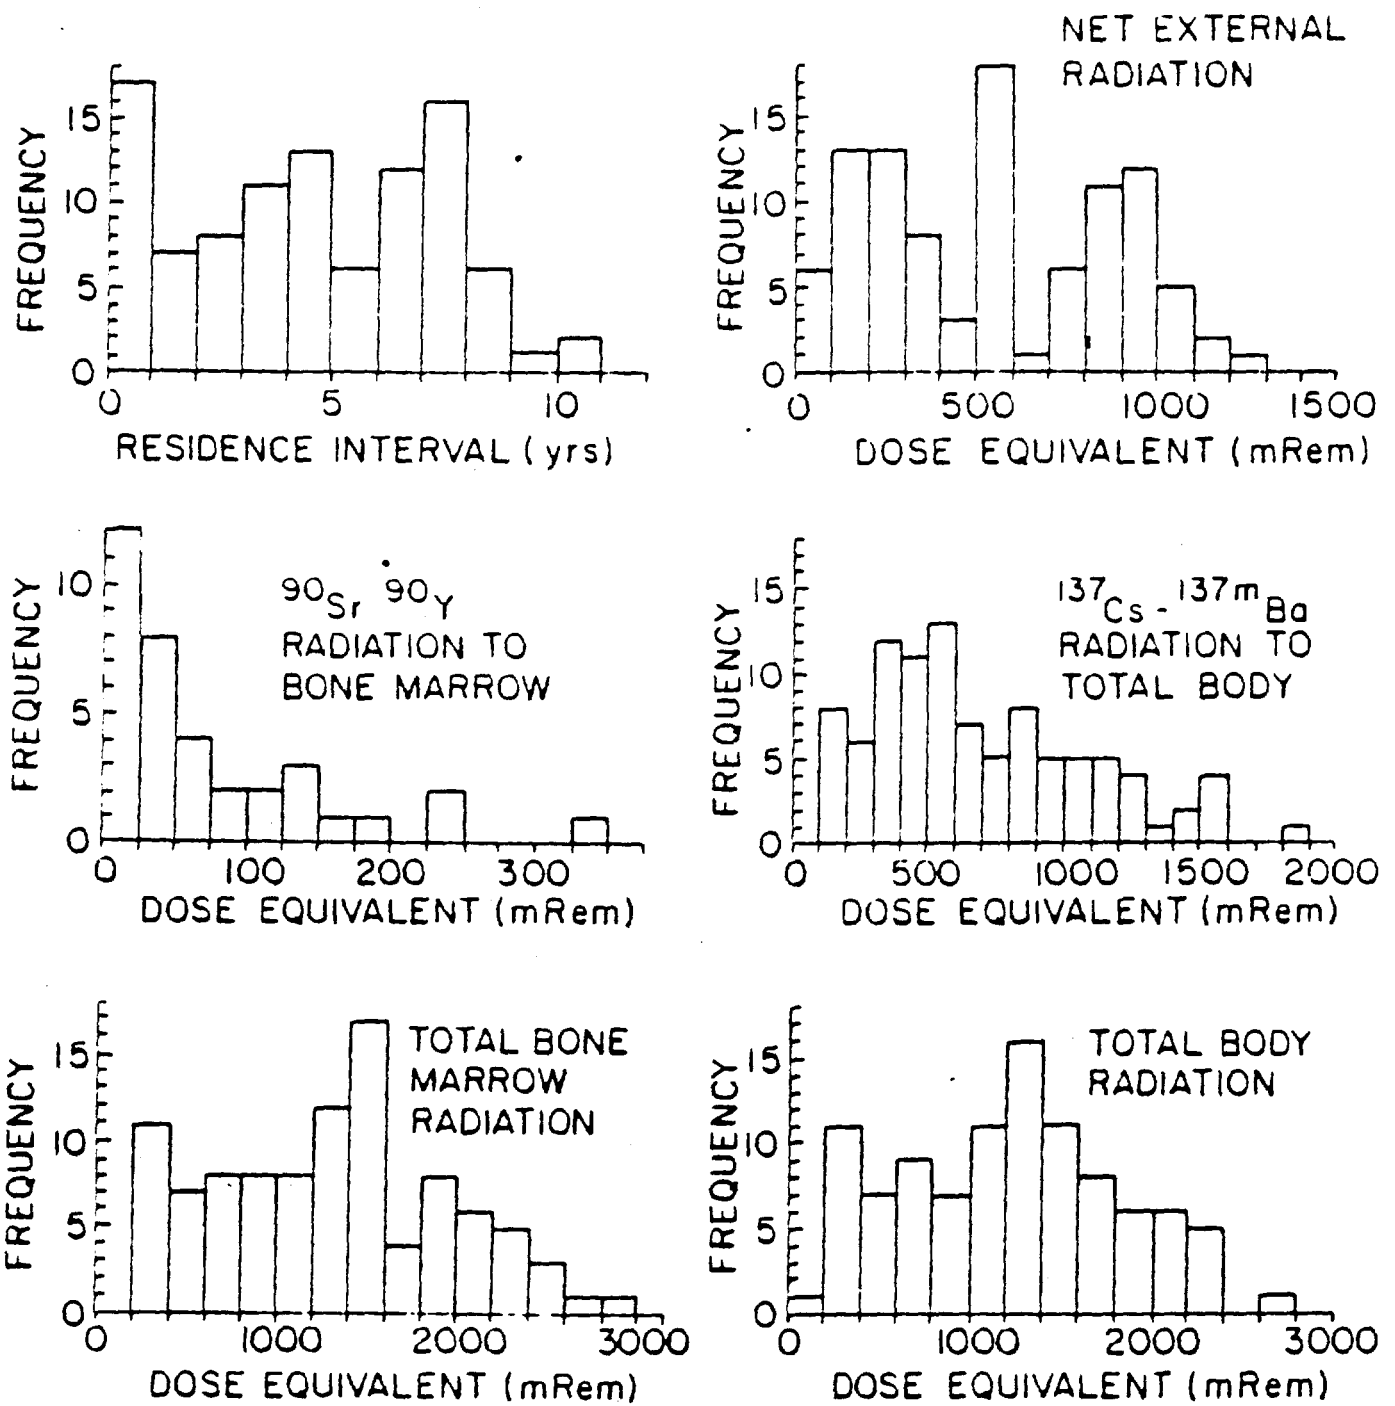 FREQUENCY
15
10
5
0
0 5 10
RESIDENCE INTERVAL (yrs)
NET EXTERNAL
RADIATION
FREQUENCY
15
10
5
0
0 500 1000 1500
DOSE EQUIVALENT (mRem)
FREQUENCY
10
5
0
90Sr 90Y
RADIATION TO
BONE MARROW
0 100 200 300
DOSE EQUIVALENT (mRem)
FREQUENCY
15
10
5
0
137Cs - 137mBa
RADIATION TO
TOTAL BODY
0 500 1000 1500 2000
DOSE EQUIVALENT (mRem)
FREQUENCY
15
10
5
0
TOTAL BONE
MARROW
RADIATION
0 1000 2000 3000
DOSE EQUIVALENT (mRem)
FREQUENCY
15
10
5
0
TOTAL BODY
RADIATION
0 1000 2000 3000
DOSE EQUIVALENT (mRem)